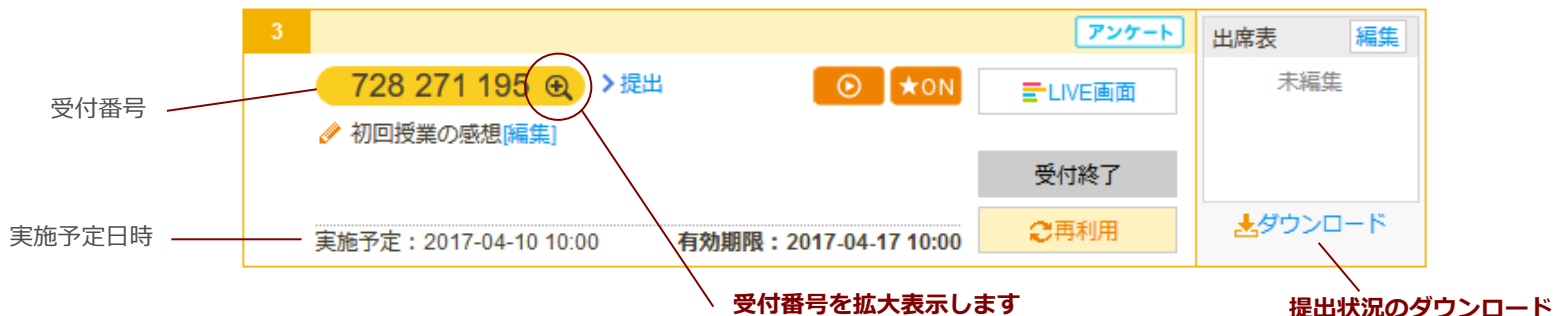 3
アンケート
出席表 編集
受付番号
728 271 195
提出
★ON
LIVE画面
未編集
初回授業の感想[編集]
受付終了
実施予定日時
実施予定：2017-04-10 10:00 有効期限：2017-04-17 10:00
再利用
ダウンロード
受付番号を拡大表示します
提出状況のダウンロード